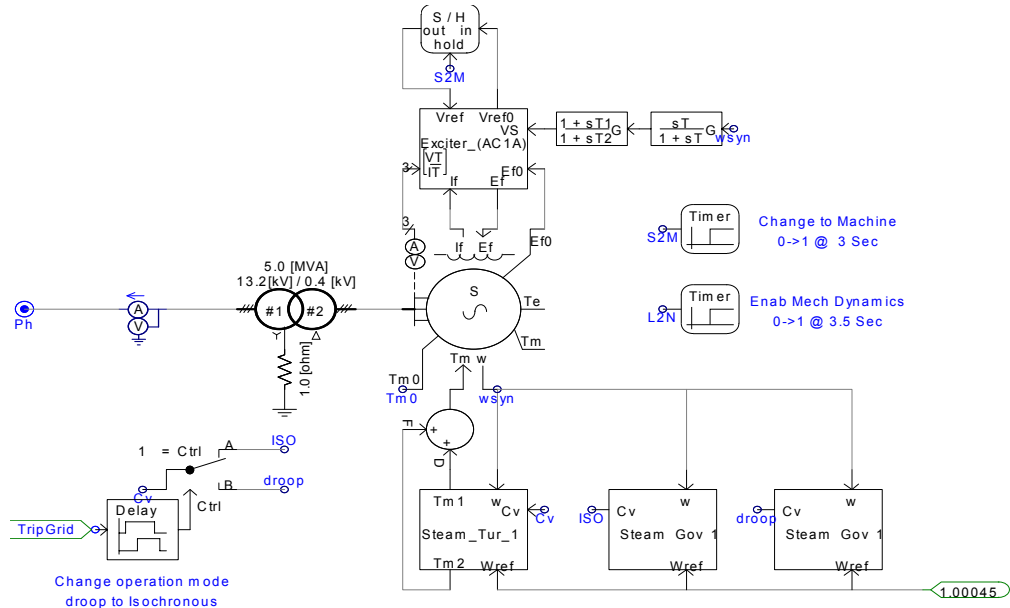 S / H
out in
hold
S2M
Vref Vref0
VS
Exciter_(AC1A)
VT
IT
3
Ef0
If Ef
1 + sT1
1 + sT2
G
sT
1 + sT
G
wsyn
3
A
V
If Ef
Ef0
S
Te
Tm
Tm w
Tm0
Tm0
wsyn
Timer
S2M
Change to Machine
0->1 @ 3 Sec
Timer
L2N
Enab Mech Dynamics
0->1 @ 3.5 Sec
5.0 [MVA]
13.2 [kV] / 0.4 [kV]
#1 #2
A
V
Ph
1.0 [ohm]
1 = Ctrl
A
ISO
B
droop
Cv
Ctrl
Delay
TripGrid
Change operation mode
droop to Isochronous
F
+
+
D
Tm1 w
Cv
Cv
Steam_Tur_1
Tm2 Wref
w
ISO
Cv
Steam Gov 1
Wref
w
droop
Cv
Steam Gov 1
Wref
1.00045